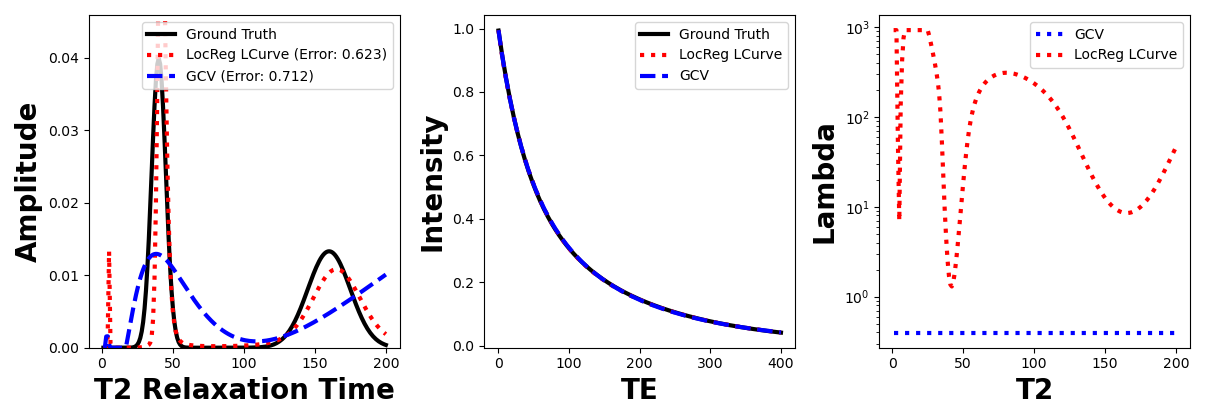 Amplitude
0.04
0.03
0.02
0.01
0.00
Ground Truth
LocReg LCurve (Error: 0.623)
GCV (Error: 0.712)
0 50 100 150 200
T2 Relaxation Time
Intensity
1.0
0.8
0.6
0.4
0.2
0.0
Ground Truth
LocReg LCurve
GCV
0 100 200 300 400
TE
Lambda
10³
10²
10¹
10⁰
GCV
LocReg LCurve
0 50 100 150 200
T2